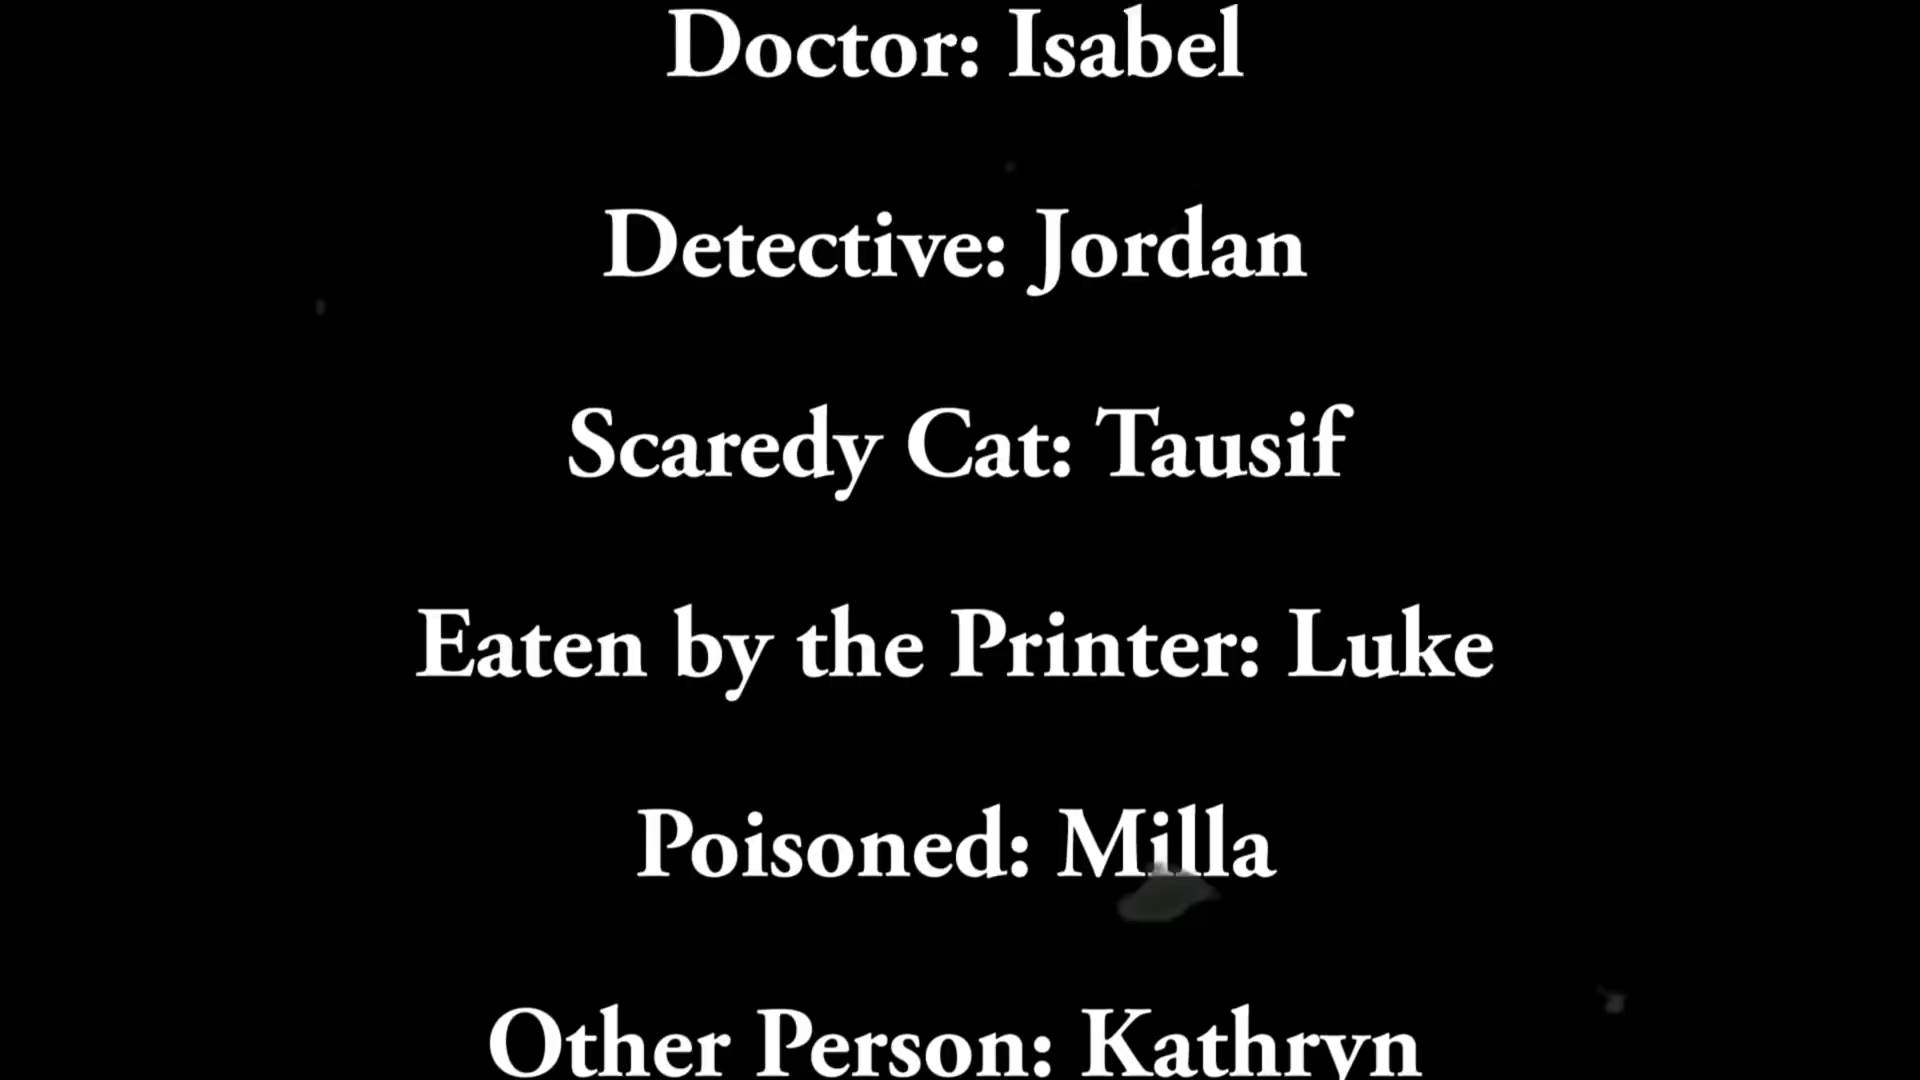 Doctor: Isabel
Detective: Jordan
Scaredy Cat: Tausif
Eaten by the Printer: Luke
Poisoned: Milla
Other Person: Kathryn